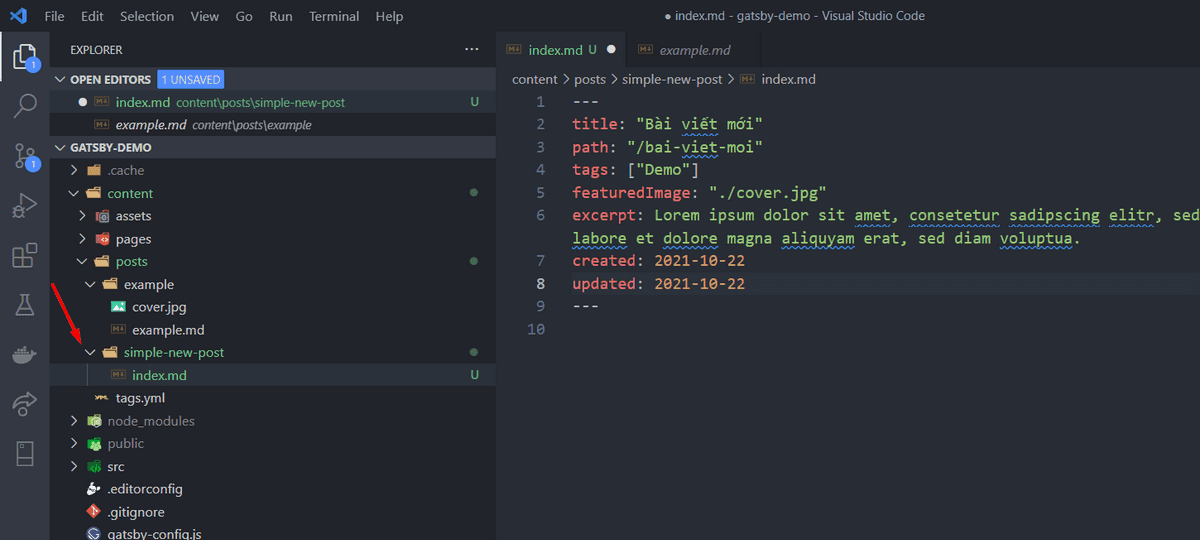 File Edit Selection View Go Run Terminal Help
● index.md - gatsby-demo - Visual Studio Code
EXPLORER
OPEN EDITORS 1 UNSAVED
index.md content\posts\simple-new-post U
example.md content\posts\example
GATSBY-DEMO
.cache
content
assets
pages
posts
example
cover.jpg
example.md
simple-new-post
index.md U
tags.yml
node_modules
public
src
.editorconfig
.gitignore
gatsby-config.js
1
1
index.md U
example.md
content > posts > simple-new-post > index.md
1 ---
2 title: "Bài viết mới"
3 path: "/bai-viet-moi"
4 tags: ["Demo"]
5 featuredImage: "./cover.jpg"
6 excerpt: Lorem ipsum dolor sit amet, consetetur sadipscing elitr, sed
labore et dolore magna aliquyam erat, sed diam voluptua.
7 created: 2021-10-22
8 updated: 2021-10-22
9 ---
10